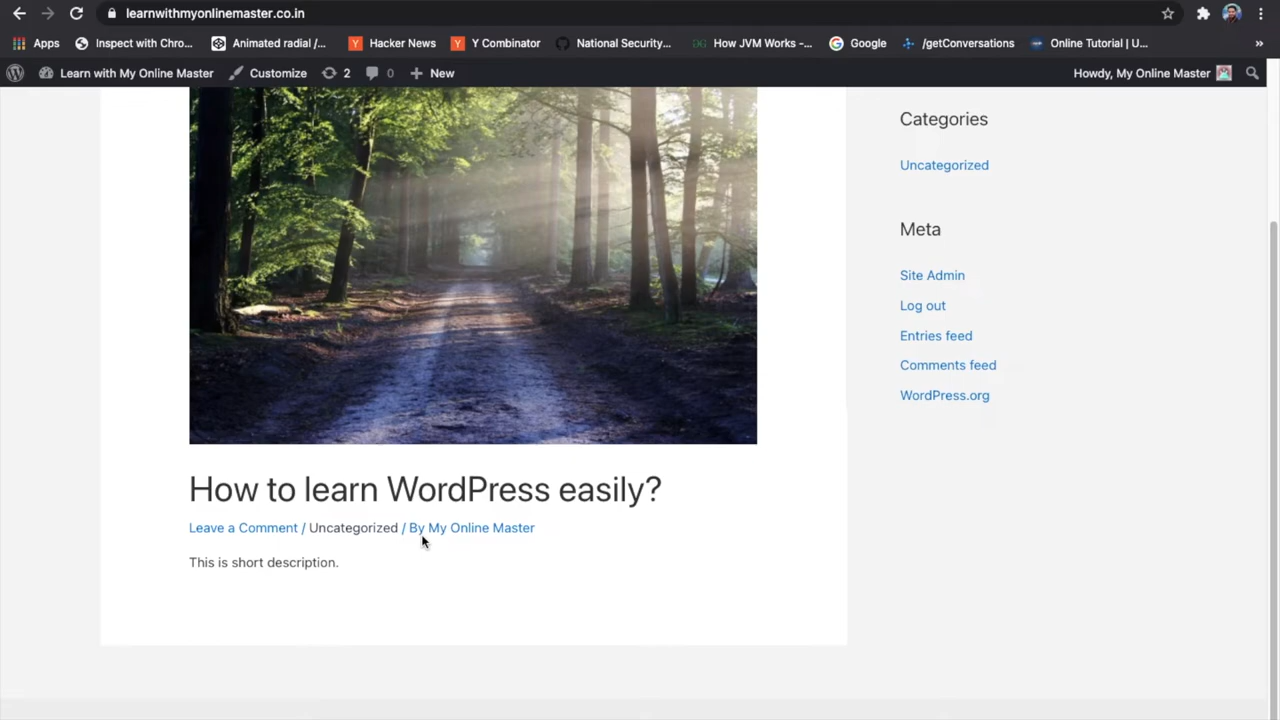 learnwithmyonlinemaster.co.in
Apps Inspect with Chro... Animated radial /... Hacker News Y Combinator National Security... How JVM Works -... Google /getConversations Online Tutorial | U... »
Learn with My Online Master Customize 2 0 + New Howdy, My Online Master
Categories
Uncategorized
Meta
Site Admin
Log out
Entries feed
Comments feed
WordPress.org
How to learn WordPress easily?
Leave a Comment / Uncategorized / By My Online Master
This is short description.